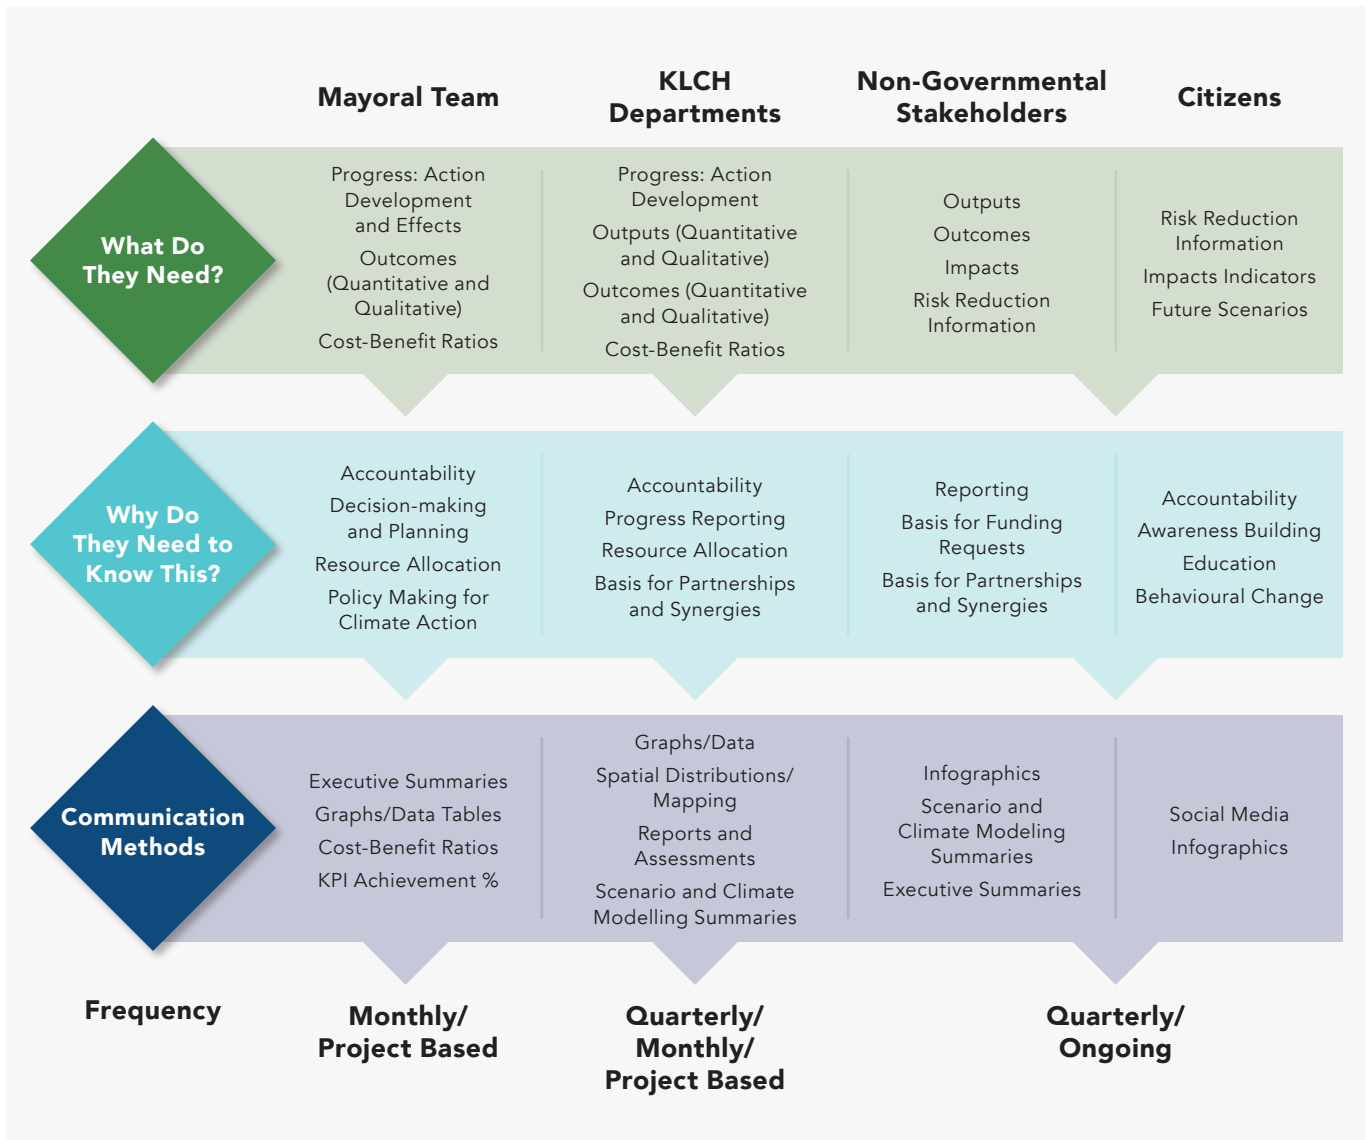 Mayoral Team
KLCH
Departments
Non-Governmental
Stakeholders
Citizens
What Do
They Need?
Progress: Action
Development
and Effects
Outcomes
(Quantitative and
Qualitative)
Cost-Benefit Ratios
Progress: Action
Development
Outputs (Quantitative
and Qualitative)
Outcomes (Quantitative
and Qualitative)
Cost-Benefit Ratios
Outputs
Outcomes
Impacts
Risk Reduction
Information
Risk Reduction
Information
Impacts Indicators
Future Scenarios
Why Do
They Need to
Know This?
Accountability
Decision-making
and Planning
Resource Allocation
Policy Making for
Climate Action
Accountability
Progress Reporting
Resource Allocation
Basis for Partnerships
and Synergies
Reporting
Basis for Funding
Requests
Basis for Partnerships
and Synergies
Accountability
Awareness Building
Education
Behavioural Change
Communication
Methods
Executive Summaries
Graphs/Data Tables
Cost-Benefit Ratios
KPI Achievement %
Graphs/Data
Spatial Distributions/
Mapping
Reports and
Assessments
Scenario and Climate
Modelling Summaries
Infographics
Scenario and
Climate Modeling
Summaries
Executive Summaries
Social Media
Infographics
Frequency
Monthly/
Project Based
Quarterly/
Monthly/
Project Based
Quarterly/
Ongoing